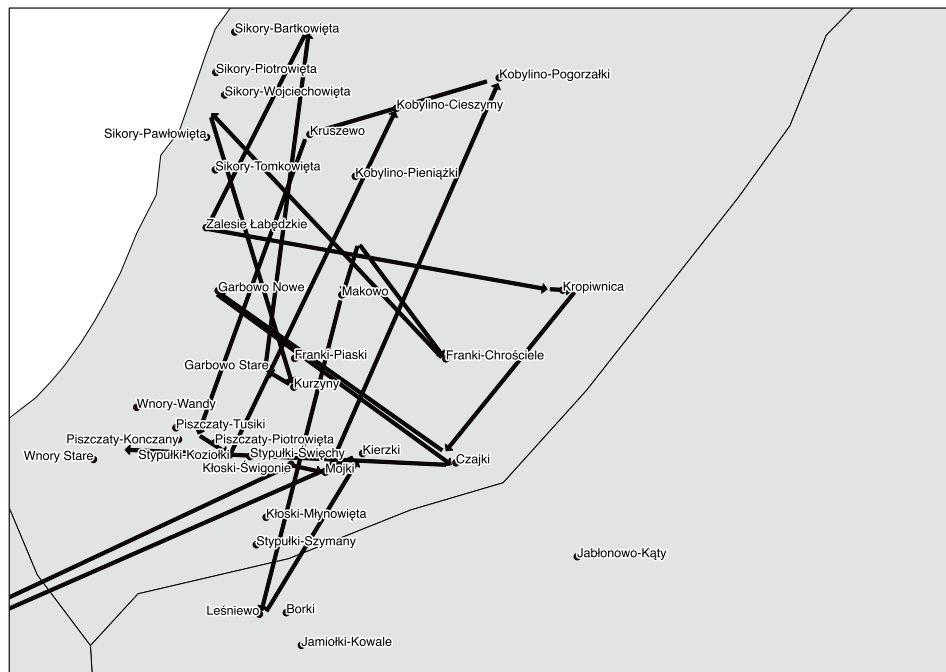 Sikory-Bartkowięta
Sikory-Piotrowięta
Kobylino-Pogorzałki
Sikory-Wojciechowięta
Kobylino-Cieszymy
Sikory-Pawłowięta
Kruszewo
Sikory-Tomkowięta
Kobylino-Pieniążki
Zalesie Łabędzkie
Garbowo Nowe
Makowo
Kropiwnica
Franki-Piaski
Franki-Chrościele
Garbowo Stare
Kurzyny
Wnory-Wandy
Piszczaty-Tusiki
Piszczaty-Kończany
Piszczaty-Piotrowięta
Wnory Stare
Stypułki-Koziołki
Stypułki-Święchy
Kierzki
Czajki
Kłoski-Świgonie
Mojki
Kłoski-Młynowięta
Stypułki-Szymany
Jabłonowo-Kąty
Leśniewo
Borki
Jamiołki-Kowale